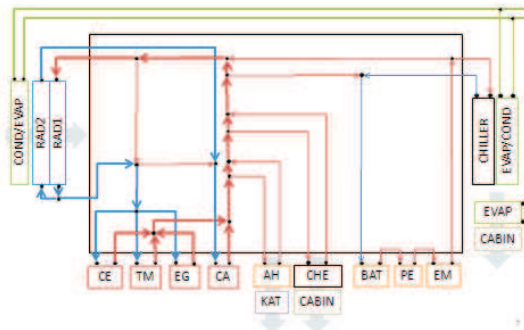 COND/EVAP
RAD2
RAD1
CHILLER
EVAP/COND
EVAP
CABIN
CE TM EG CA AH CHE BAT PE EM
KAT CABIN